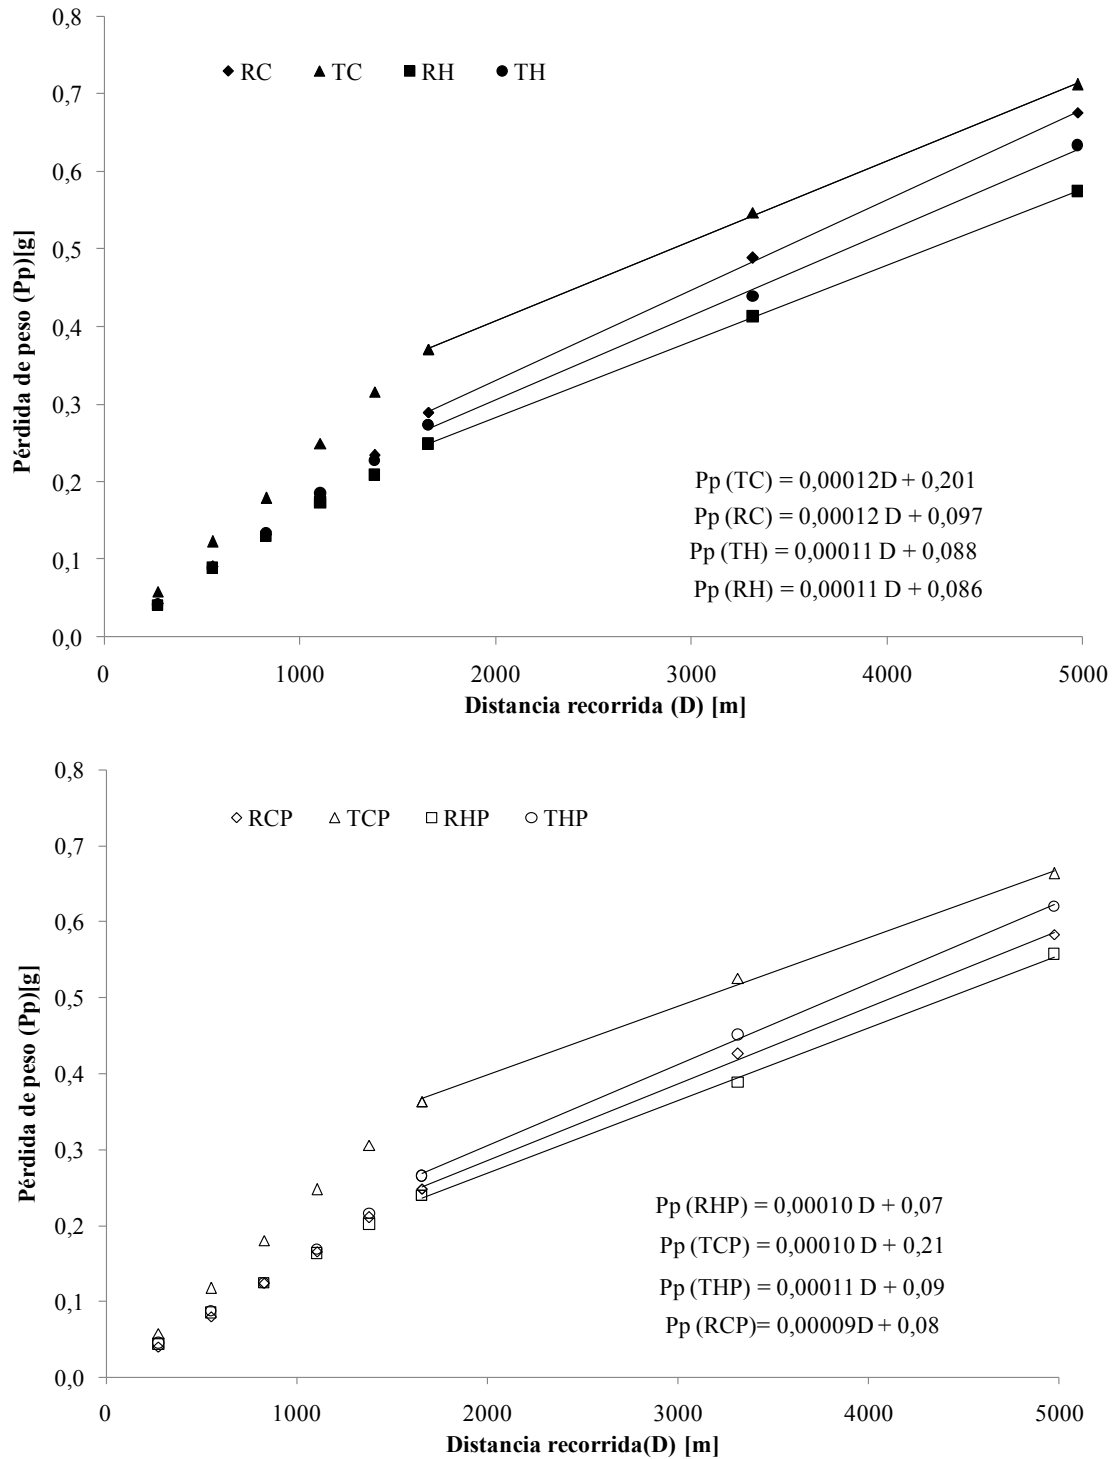 0,8
RC TC RH TH
0,7
0,6
0,5
0,4
0,3
0,2
0,1
0,0
Pérdida de peso (Pp)[g]
Pp (TC) = 0,00012D + 0,201
Pp (RC) = 0,00012 D + 0,097
Pp (TH) = 0,00011 D + 0,088
Pp (RH) = 0,00011 D + 0,086
0 1000 2000 3000 4000 5000
Distancia recorrida (D) [m]
0,8
RCP TCP RHP THP
0,7
0,6
0,5
0,4
0,3
0,2
0,1
0,0
Pérdida de peso (Pp)[g]
Pp (RHP) = 0,00010 D + 0,07
Pp (TCP) = 0,00010 D + 0,21
Pp (THP) = 0,00011 D + 0,09
Pp (RCP)= 0,00009D + 0,08
0 1000 2000 3000 4000 5000
Distancia recorrida(D) [m]